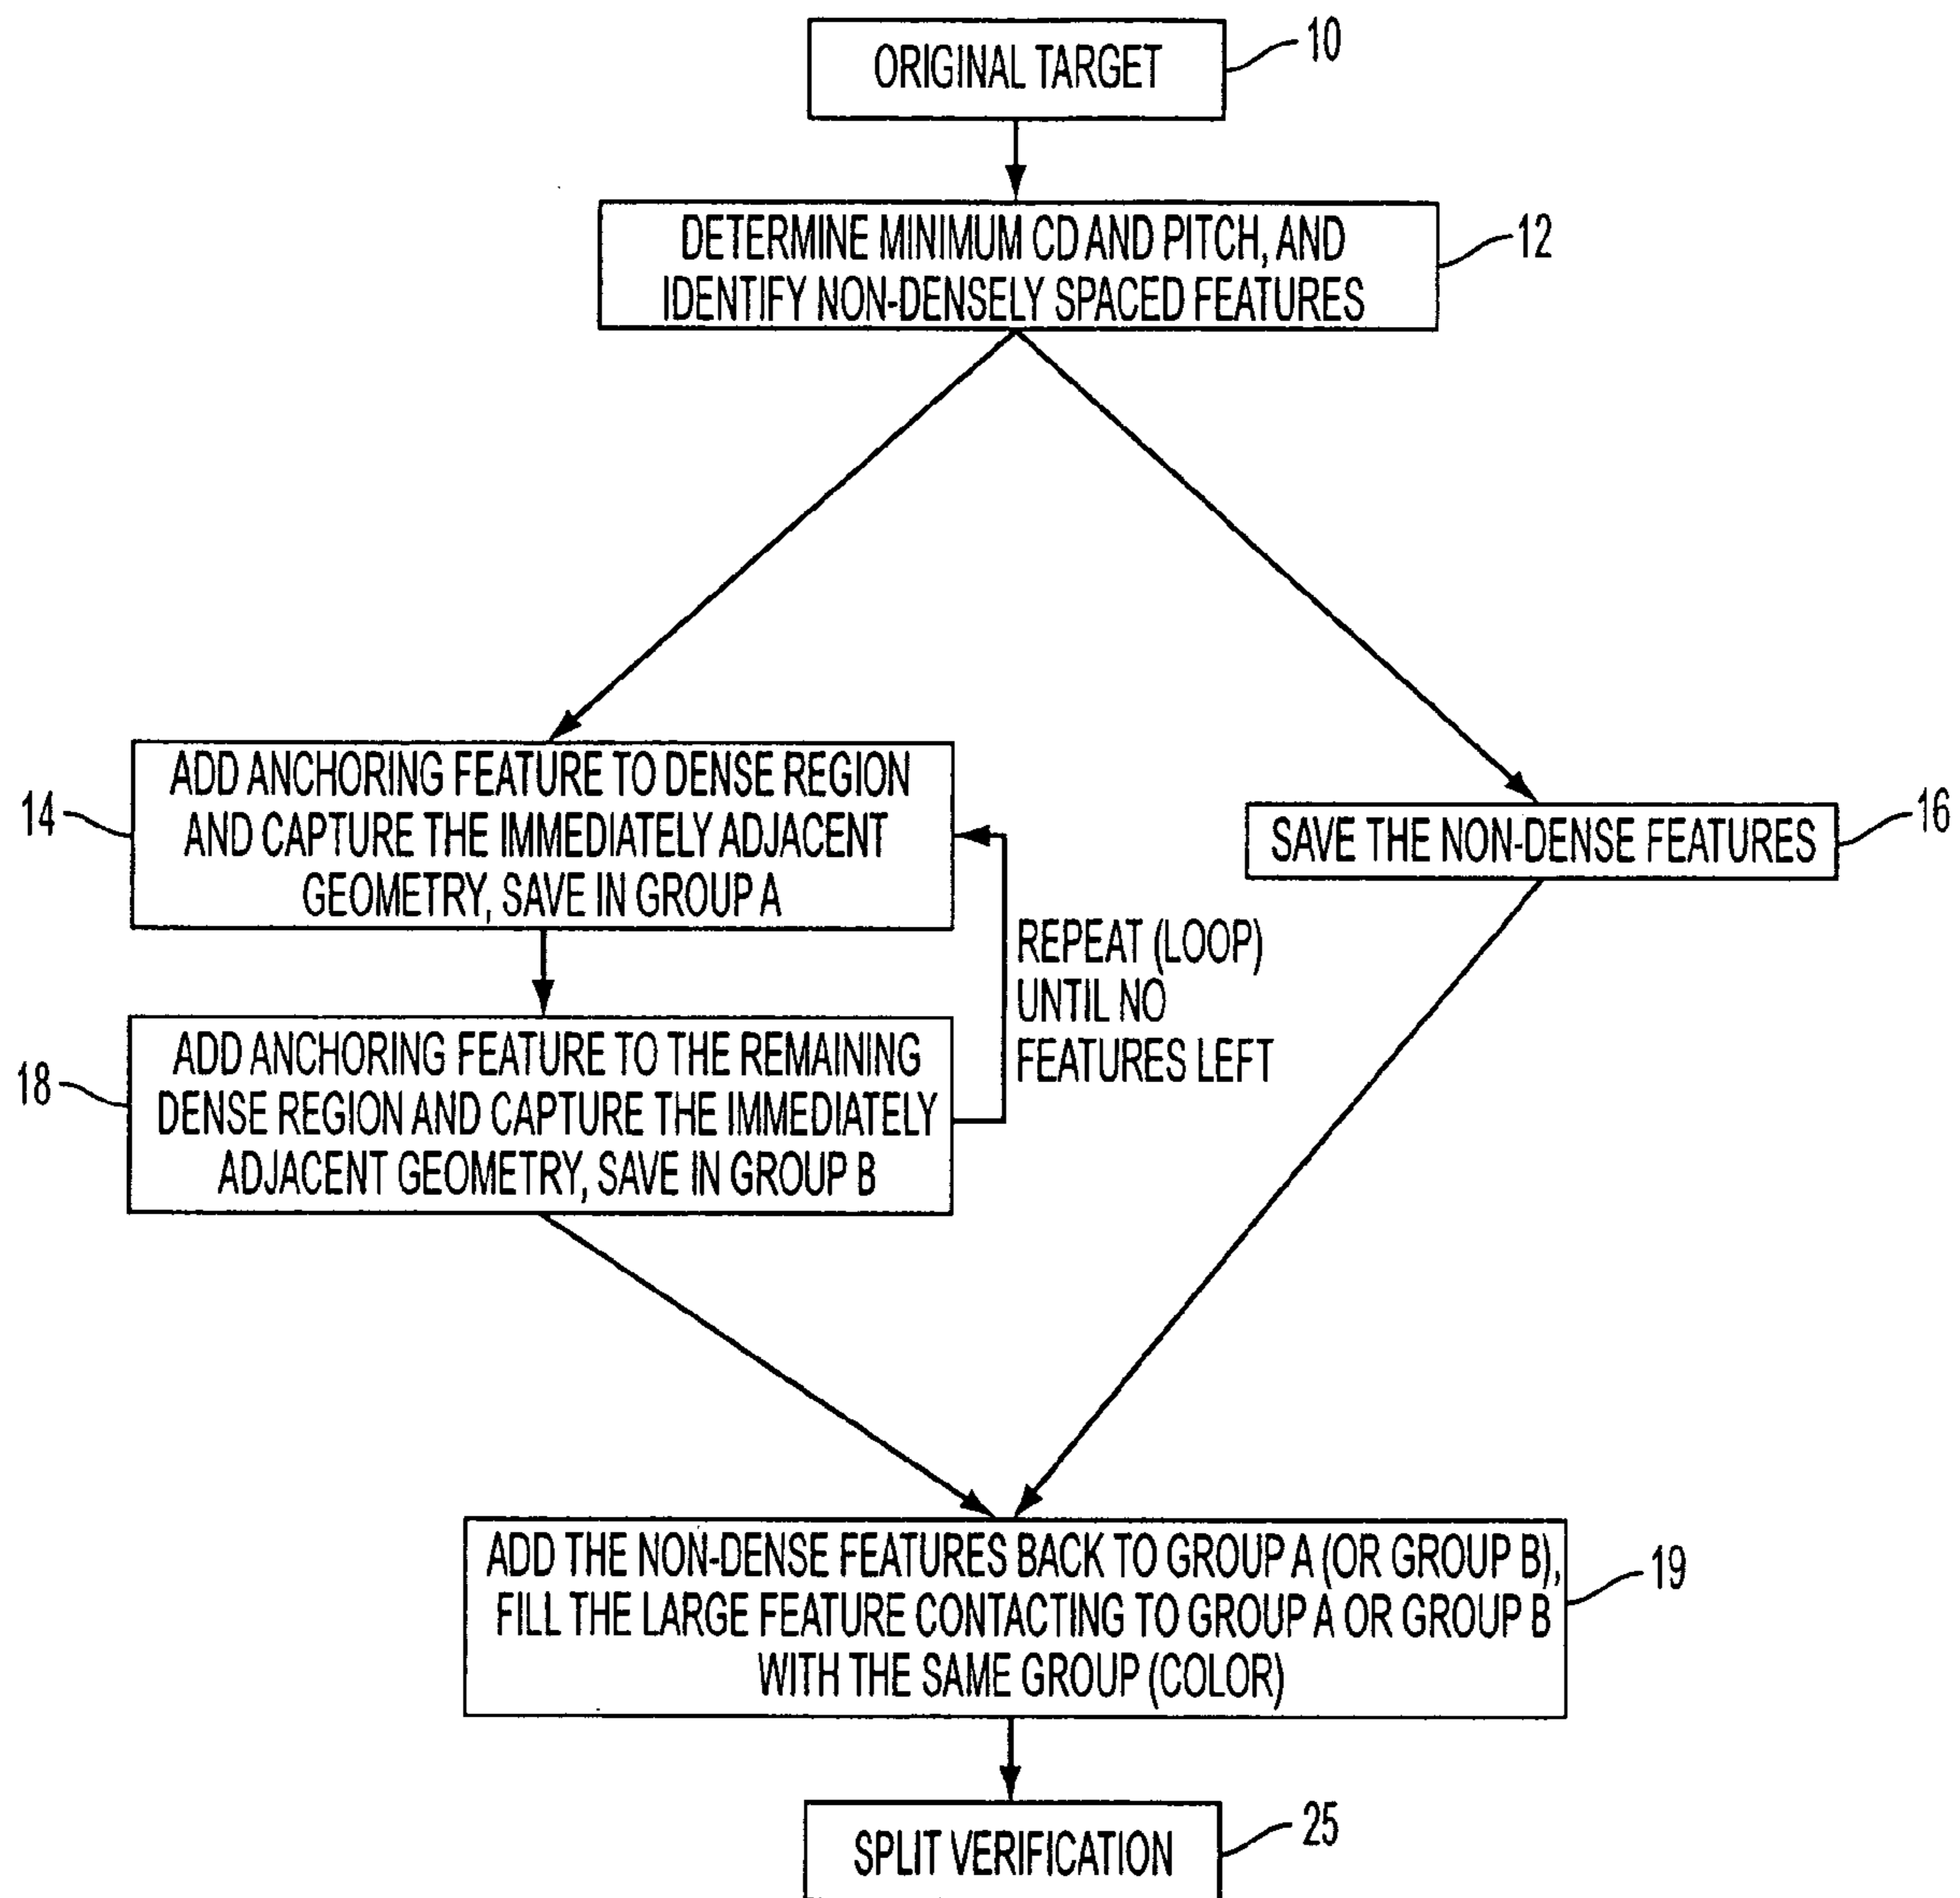 ORIGINAL TARGET
10
DETERMINE MINIMUM CD AND PITCH, AND
IDENTIFY NON-DENSELY SPACED FEATURES
12
14
ADD ANCHORING FEATURE TO DENSE REGION
AND CAPTURE THE IMMEDIATELY ADJACENT
GEOMETRY, SAVE IN GROUP A
SAVE THE NON-DENSE FEATURES
16
REPEAT (LOOP)
UNTIL NO
FEATURES LEFT
18
ADD ANCHORING FEATURE TO THE REMAINING
DENSE REGION AND CAPTURE THE IMMEDIATELY
ADJACENT GEOMETRY, SAVE IN GROUP B
ADD THE NON-DENSE FEATURES BACK TO GROUP A (OR GROUP B),
FILL THE LARGE FEATURE CONTACTING TO GROUP A OR GROUP B
WITH THE SAME GROUP (COLOR)
19
SPLIT VERIFICATION
25